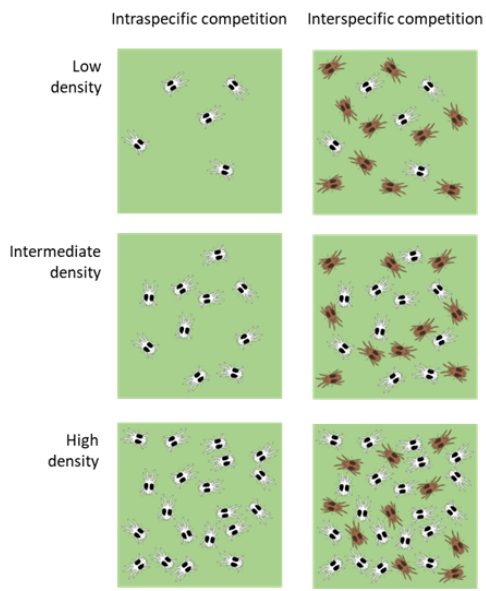 Intraspecific competition
Interspecific competition
Low
density
Intermediate
density
High
density